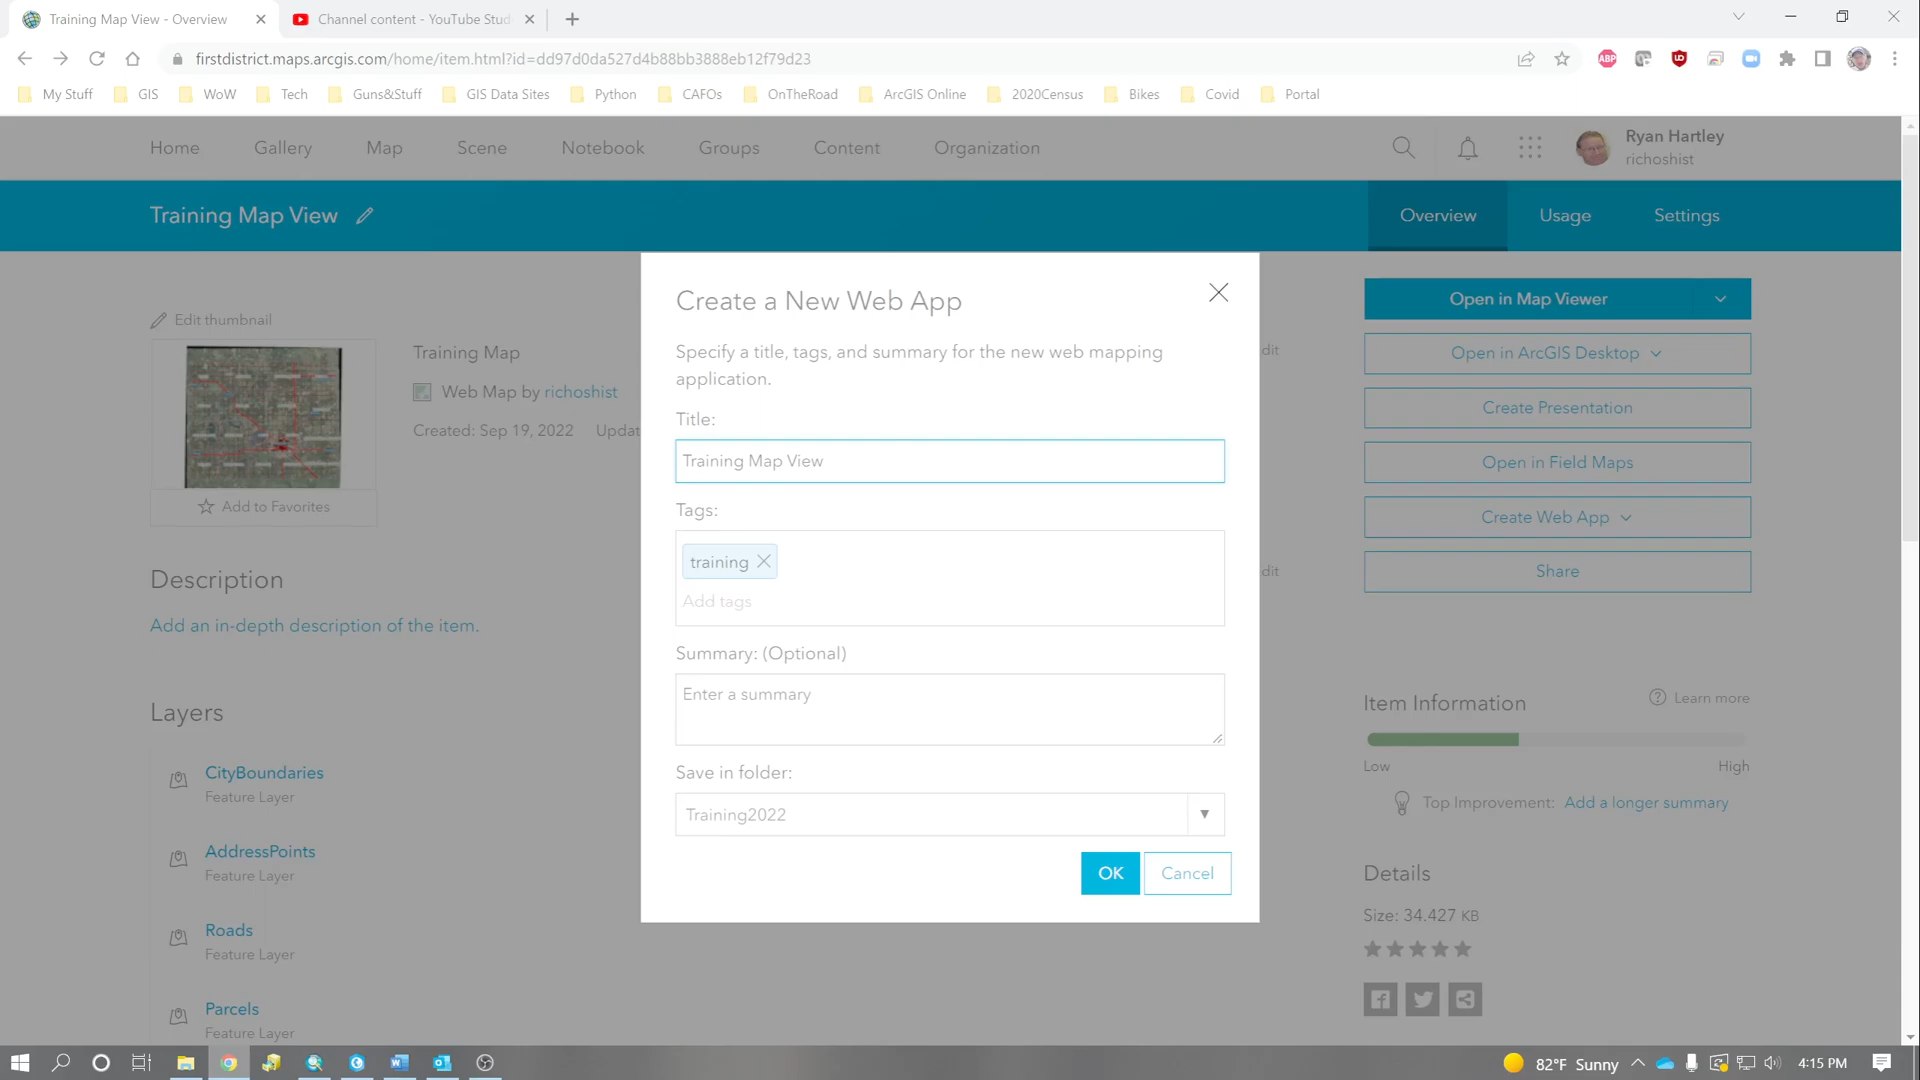 Training Map View - Overview
Channel content - YouTube Stud
firstdistrict.maps.arcgis.com/home/item.html?id=dd97d0da527d4b88bb3888eb12f79d23
ABP
My Stuff
GIS
WoW
Tech
Guns&Stuff
GIS Data Sites
Python
CAFOs
OnTheRoad
ArcGIS Online
2020Census
Bikes
Covid
Portal
Home
Gallery
Map
Scene
Notebook
Groups
Content
Organization
Ryan Hartley
richoshist
Training Map View
Overview
Usage
Settings
Edit thumbnail
Training Map
Web Map by richoshist
Created: Sep 19, 2022 Updat
Add to Favorites
Description
Add an in-depth description of the item.
Layers
CityBoundaries
Feature Layer
AddressPoints
Feature Layer
Roads
Feature Layer
Parcels
Feature Layer
Create a New Web App
Specify a title, tags, and summary for the new web mapping
application.
Title:
Training Map View
Tags:
training
Add tags
Summary: (Optional)
Enter a summary
Save in folder:
Training2022
OK
Cancel
dit
dit
Open in Map Viewer
Open in ArcGIS Desktop
Create Presentation
Open in Field Maps
Create Web App
Share
Item Information
Learn more
Low
High
Top Improvement: Add a longer summary
Details
Size: 34.427 KB
82°F Sunny
4:15 PM